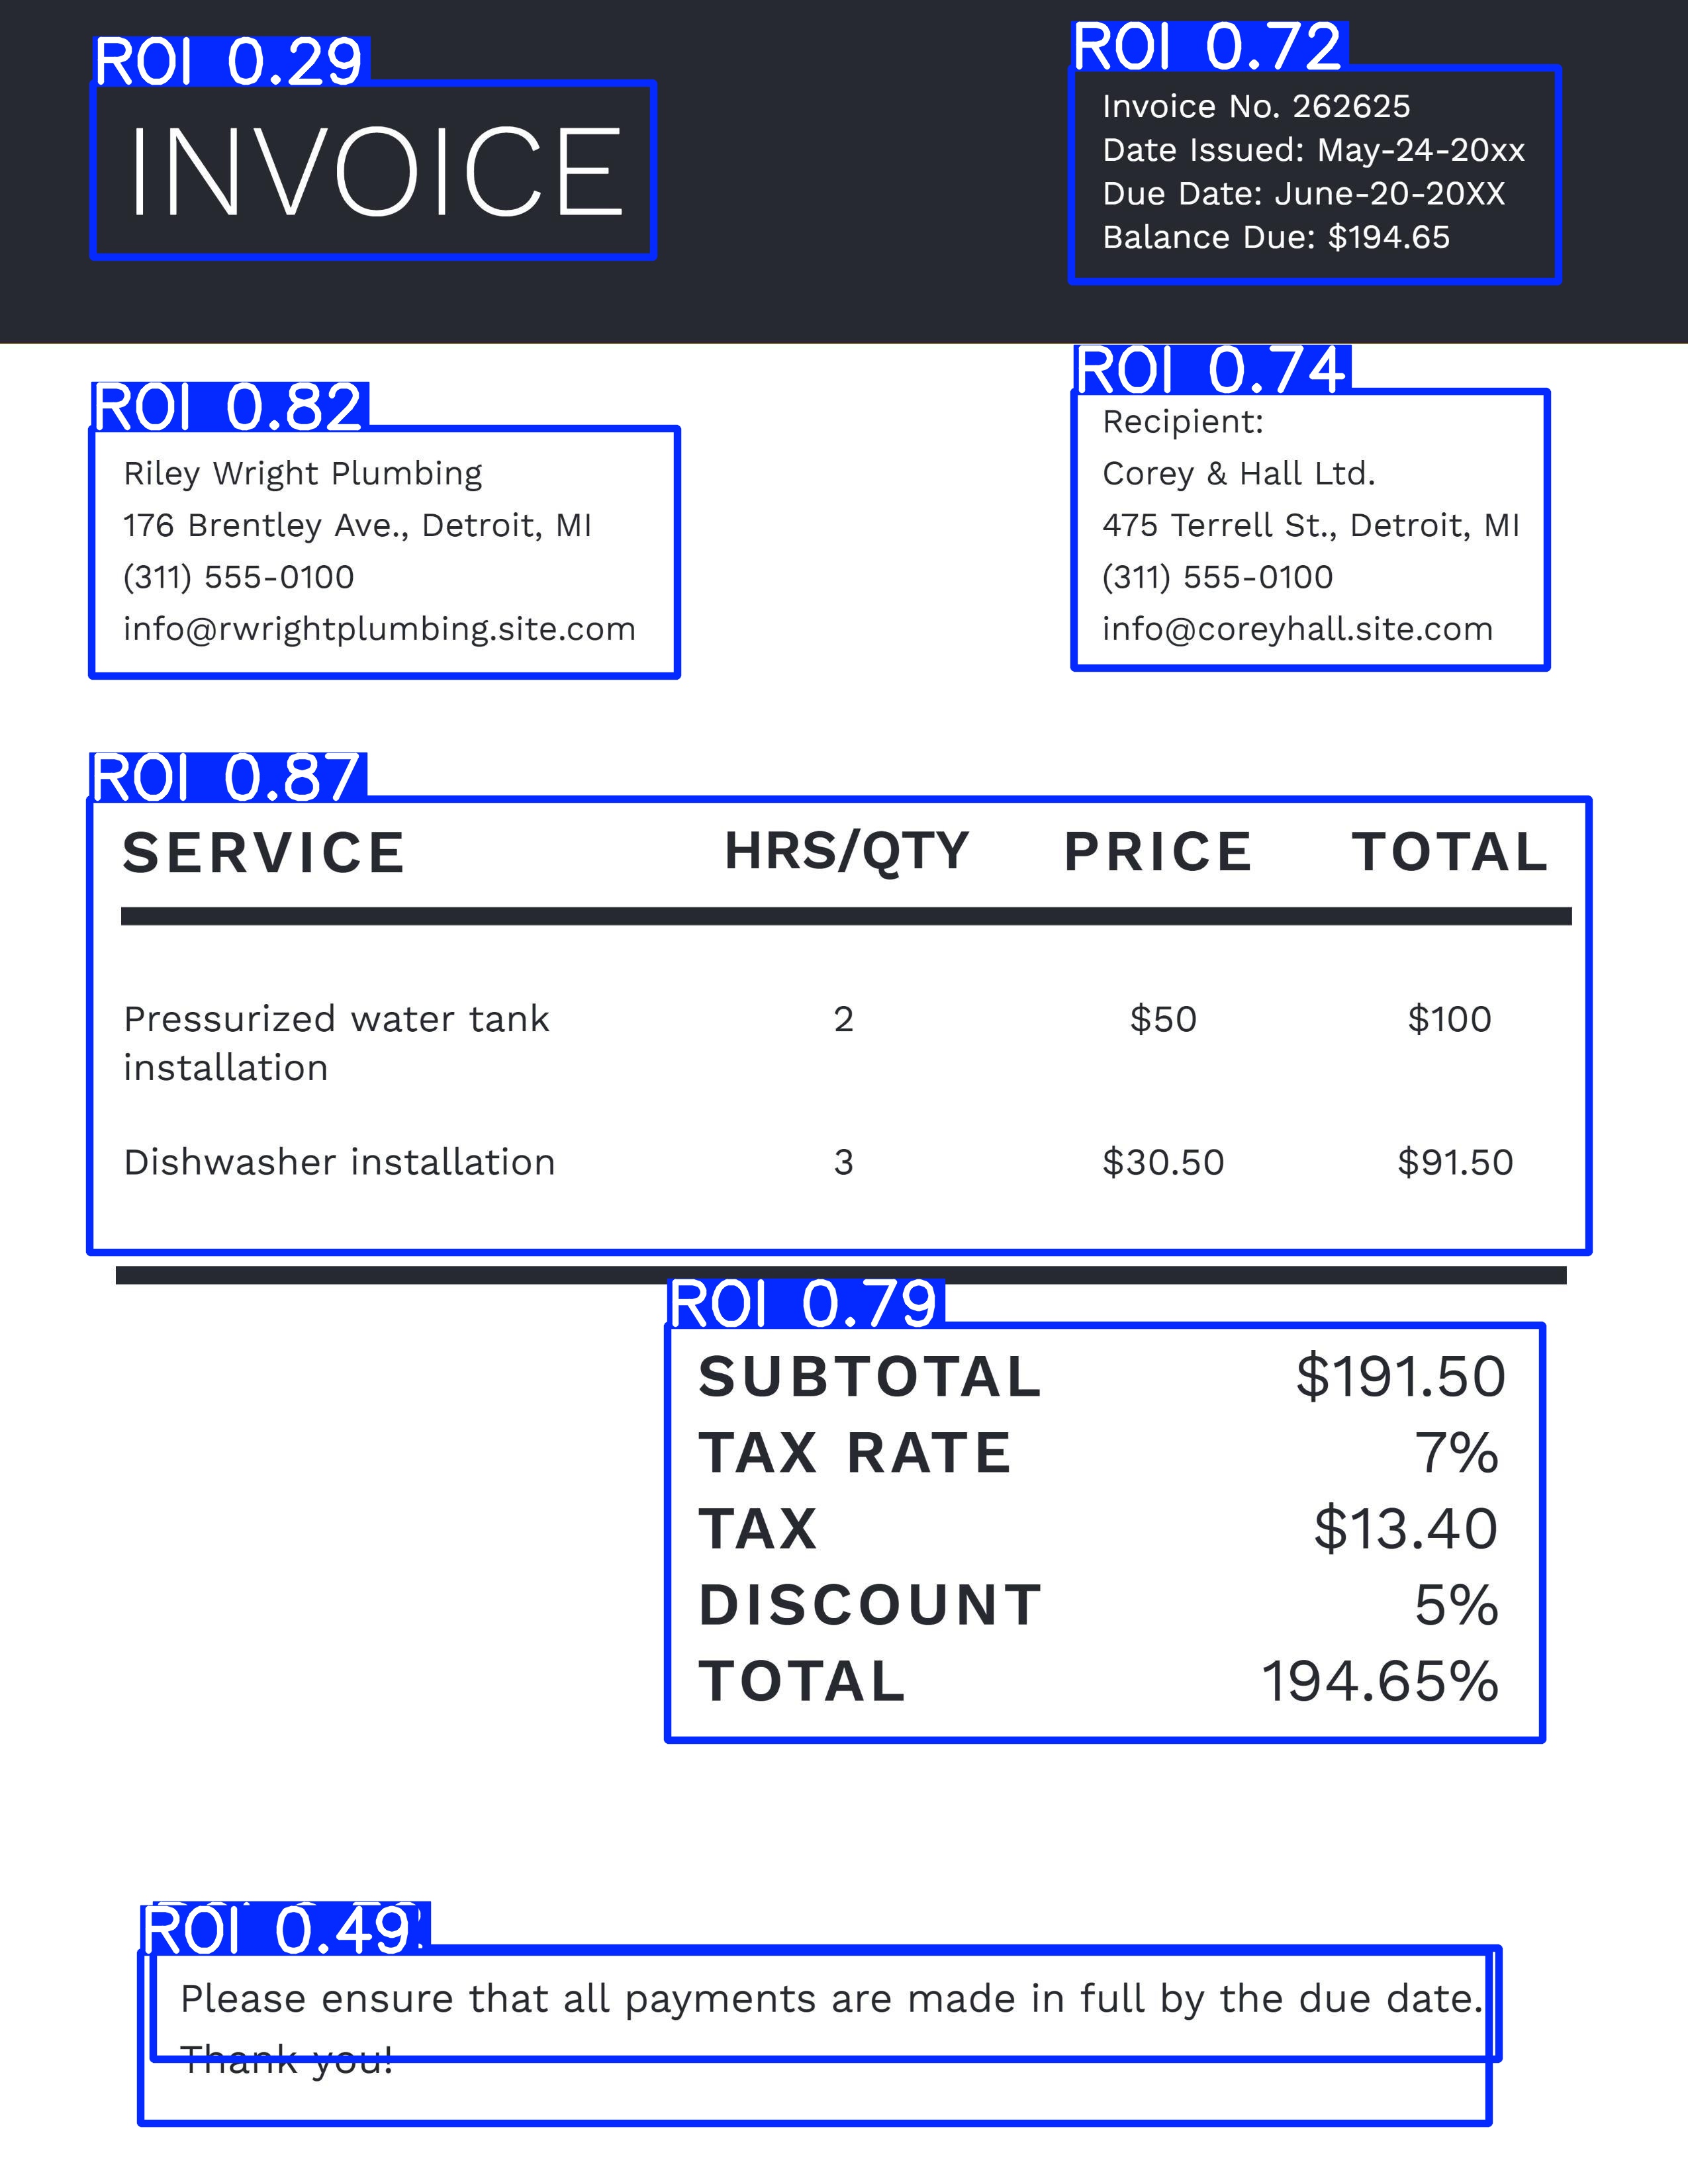 ROI 0.29
INVOICE
ROI 0.72
Invoice No. 262625
Date Issued: May-24-20xx
Due Date: June-20-20XX
Balance Due: $194.65
ROI 0.82
Riley Wright Plumbing
176 Brentley Ave., Detroit, MI
(311) 555-0100
info@rwrightplumbing.site.com
ROI 0.74
Recipient:
Corey & Hall Ltd.
475 Terrell St., Detroit, MI
(311) 555-0100
info@coreyhall.site.com
ROI 0.87
SERVICE HRS/QTY PRICE TOTAL
Pressurized water tank 2 $50 $100
installation
Dishwasher installation 3 $30.50 $91.50
ROI 0.79
SUBTOTAL $191.50
TAX RATE 7%
TAX $13.40
DISCOUNT 5%
TOTAL 194.65%
ROI 0.49
Please ensure that all payments are made in full by the due date.
Thank you!